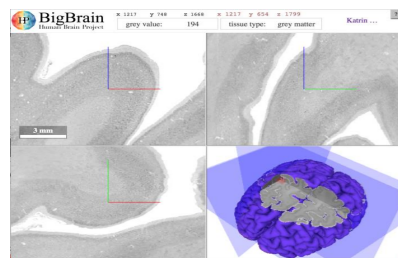 BigBrain
Human Brain Project
x 1217 y 748 z 1668 x 1217 y 654 z 1799
grey value: 194 tissue type: grey matter
Katrin ...
?
3 mm